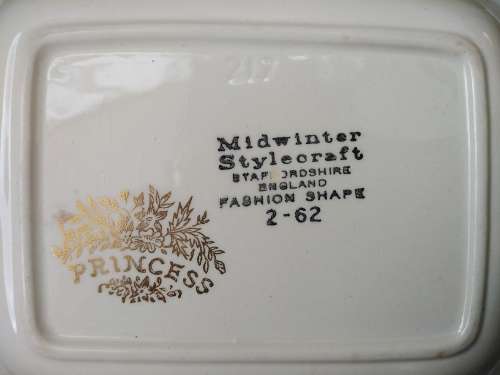 Midwinter
Stylecraft
STAFFORDSHIRE
ENGLAND
FASHION SHAPE
2-62
PRINCESS